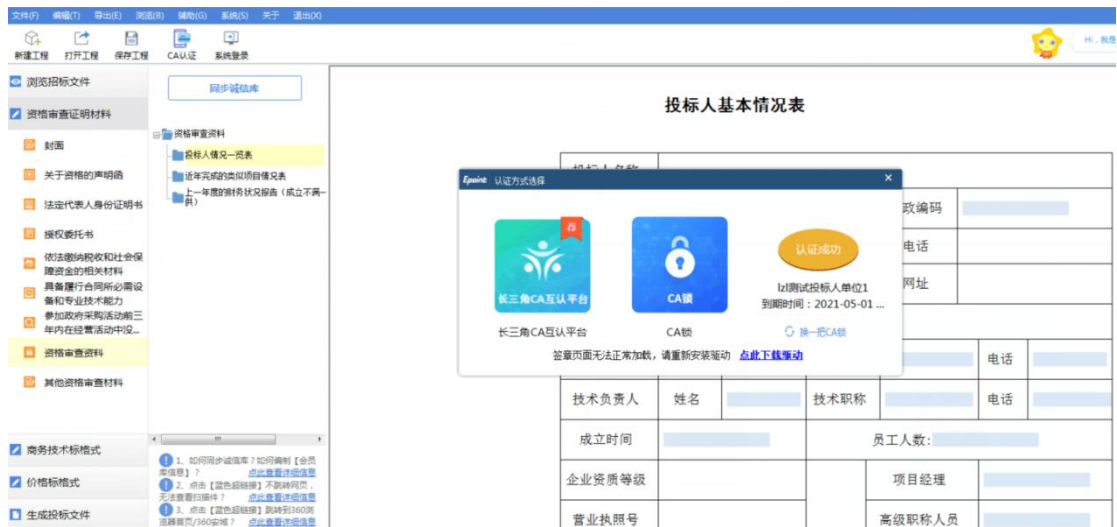 文件(F) 编辑(T) 导出(E) 浏览(B) 辅助(G) 系统(S) 关于 退出(X)
新建工程 打开工程 保存工程 CA认证 系统登录
Hi，我是
浏览招标文件
资格审查证明材料
封面
关于资格的声明函
法定代表人身份证明书
授权委托书
依法缴纳税收和社会保
障资金的相关材料
具备履行合同所必需设
备和专业技术能力
参加政府采购活动前三
年内在经营活动中没...
资格审查资料
其他资格审查材料
商务技术标格式
价格标格式
生成投标文件
同步诚信库
资格审查资料
投标人情况一览表
近年完成的类似项目情况表
上一年度的财务状况报告（成立不满一
供）
1、如何同步诚信库？如何编制【会员
库信息】？ 点此查看详细信息
2、点击【蓝色超链接】不跳转网页，
无法查看扫描件？ 点此查看详细信息
3、点击【蓝色超链接】跳转到360浏
览器首页/360安域？ 点此查看详细信息
投标人基本情况表
投标人名称
政编码
电话
网址
Epoint 认证方式选择
荐
长三角CA互认平台
长三角CA互认平台
CA锁
CA锁
认证成功
lzl测试投标人单位1
到期时间：2021-05-01 ...
换一把CA锁
签章页面无法正常加载，请重新安装驱动 点此下载驱动
电话
技术负责人 姓名 技术职称 电话
成立时间 员工人数:
企业资质等级 项目经理
营业执照号 高级职称人员